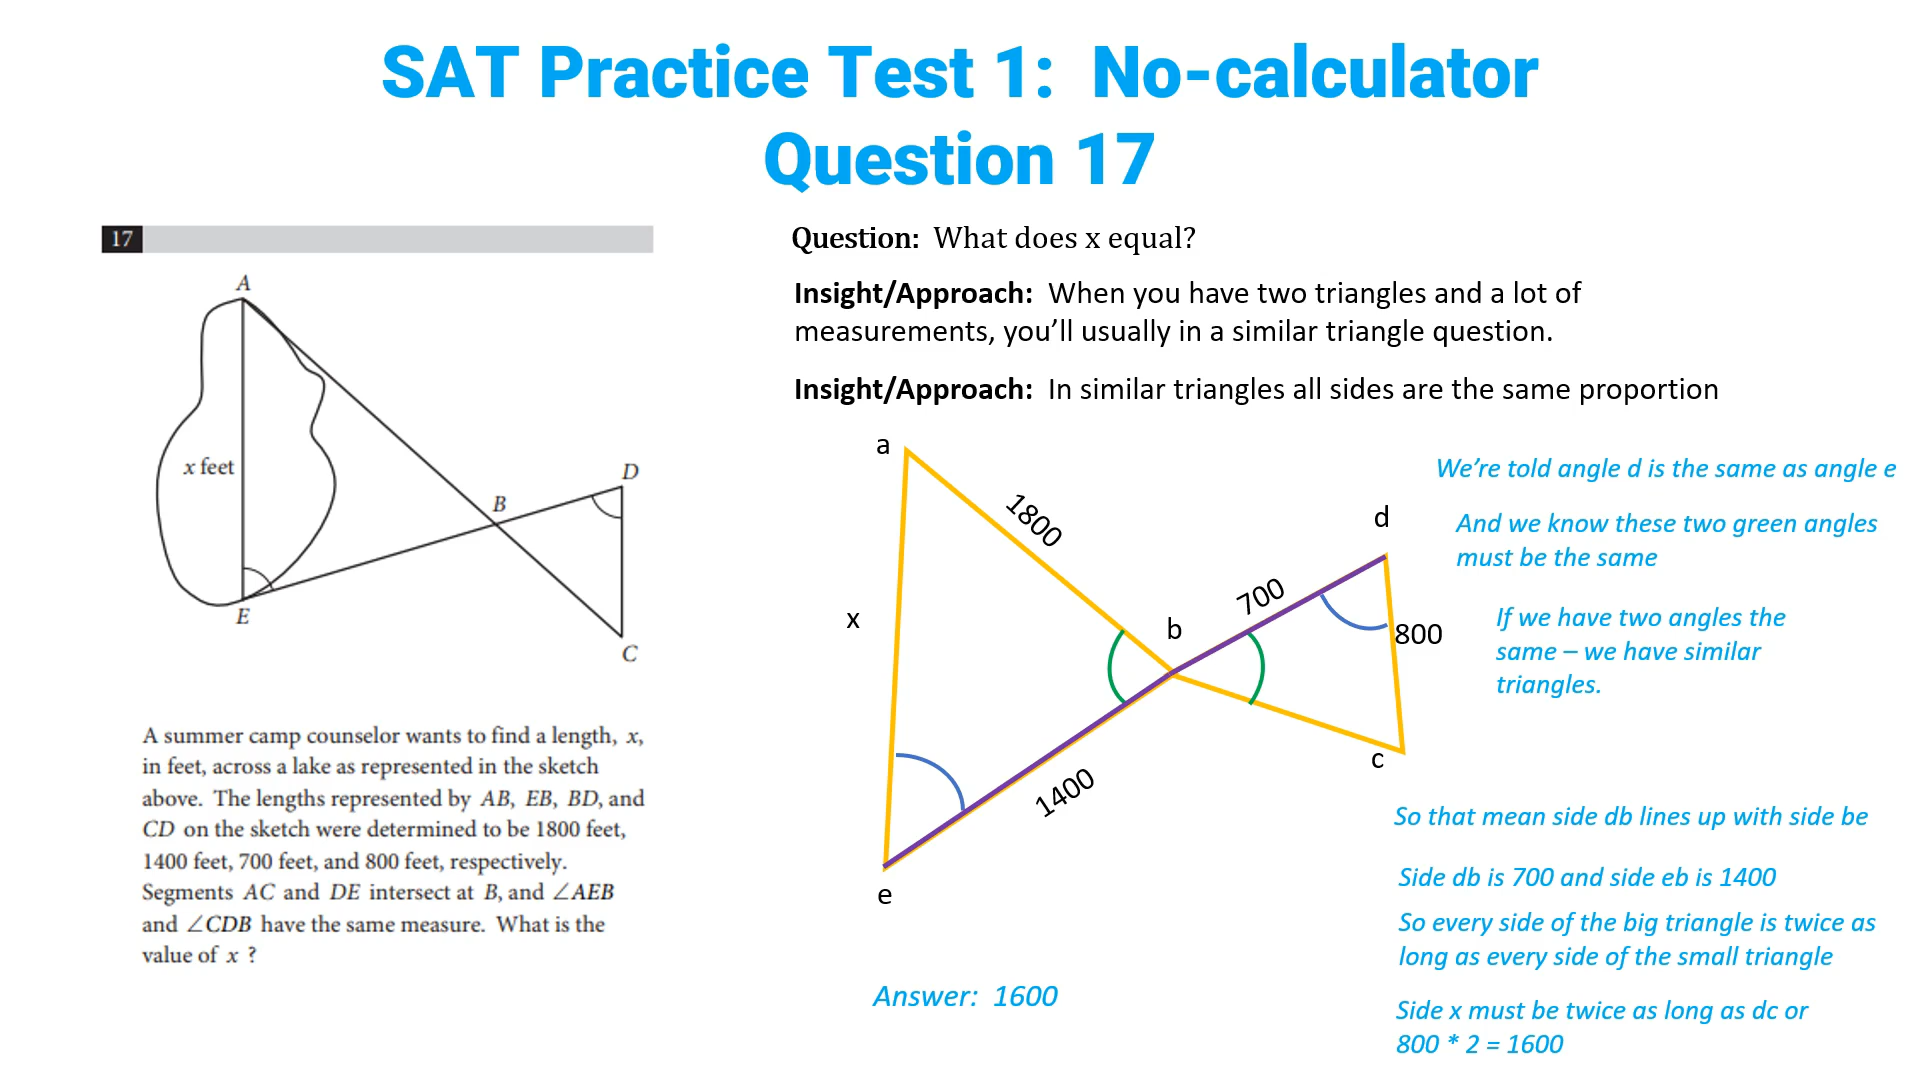 SAT Practice Test 1: No-calculator
Question 17
17
A
x feet
B
D
E
C
A summer camp counselor wants to find a length, x,
in feet, across a lake as represented in the sketch
above. The lengths represented by AB, EB, BD, and
CD on the sketch were determined to be 1800 feet,
1400 feet, 700 feet, and 800 feet, respectively.
Segments AC and DE intersect at B, and ∠AEB
and ∠CDB have the same measure. What is the
value of x ?
Question: What does x equal?
Insight/Approach: When you have two triangles and a lot of
measurements, you’ll usually in a similar triangle question.
Insight/Approach: In similar triangles all sides are the same proportion
a
1800
x
b
700
d
800
c
1400
e
We’re told angle d is the same as angle e
And we know these two green angles
must be the same
If we have two angles the
same – we have similar
triangles.
So that mean side db lines up with side be
Side db is 700 and side eb is 1400
So every side of the big triangle is twice as
long as every side of the small triangle
Side x must be twice as long as dc or
800 * 2 = 1600
Answer: 1600